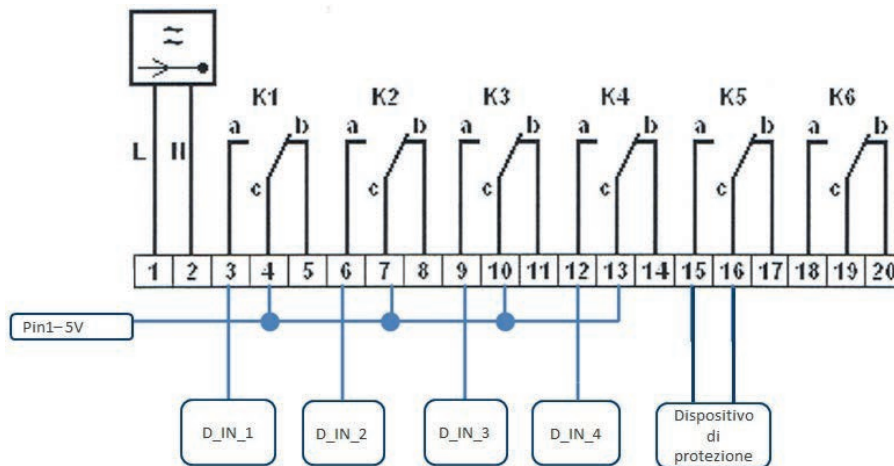 K1 K2 K3 K4 K5 K6
a b a b a b a b a b a b
L
c c c c c c
1 2 3 4 5 6 7 8 9 10 11 12 13 14 15 16 17 18 19 20
Pin1–5V
D_IN_1 D_IN_2 D_IN_3 D_IN_4
Dispositivo
di
protezione